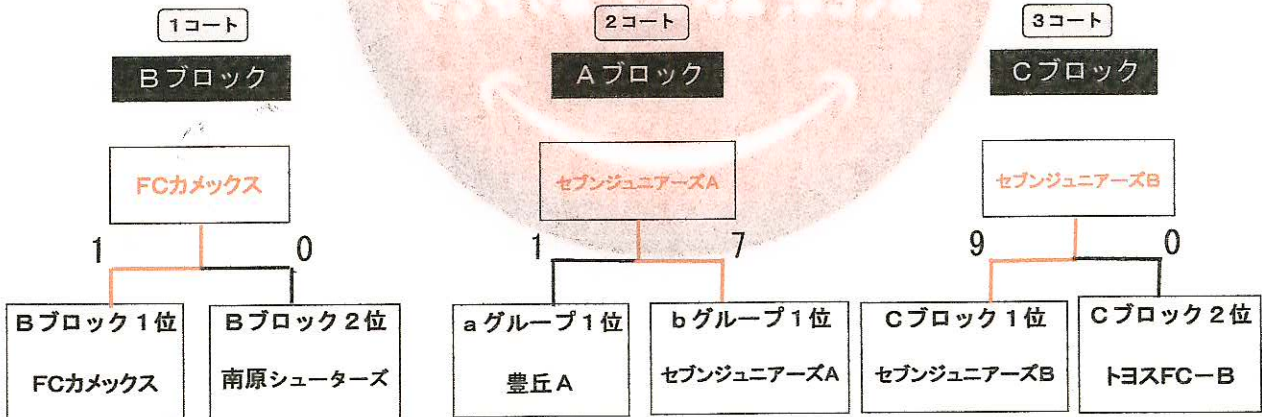 1コート
2コート
3コート
Bブロック
Aブロック
Cブロック
FCカメックス
セブンジュニアーズA
セブンジュニアーズB
1 0
1 7
9 0
Bブロック1位
FCカメックス
Bブロック2位
南原シューターズ
aグループ1位
豊丘A
bグループ1位
セブンジュニアーズA
Cブロック1位
セブンジュニアーズB
Cブロック2位
トヨスFC-B